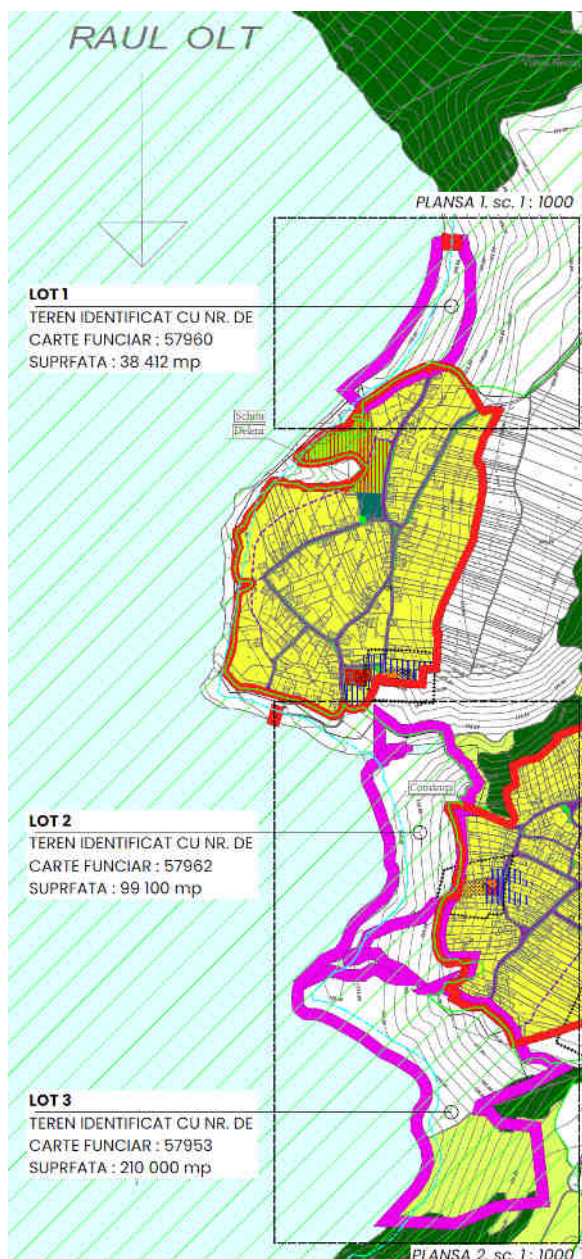 RAUL OLT
PLANSA 1. sc. 1 : 1000
LOT 1
TEREN IDENTIFICAT CU NR. DE
CARTE FUNCIAR : 57960
SUPRFATA : 38 412 mp
Schitu
Deleni
LOT 2
TEREN IDENTIFICAT CU NR. DE
CARTE FUNCIAR : 57962
SUPRFATA : 99 100 mp
LOT 3
TEREN IDENTIFICAT CU NR. DE
CARTE FUNCIAR : 57953
SUPRFATA : 210 000 mp
PLANSA 2. sc. 1 : 1000